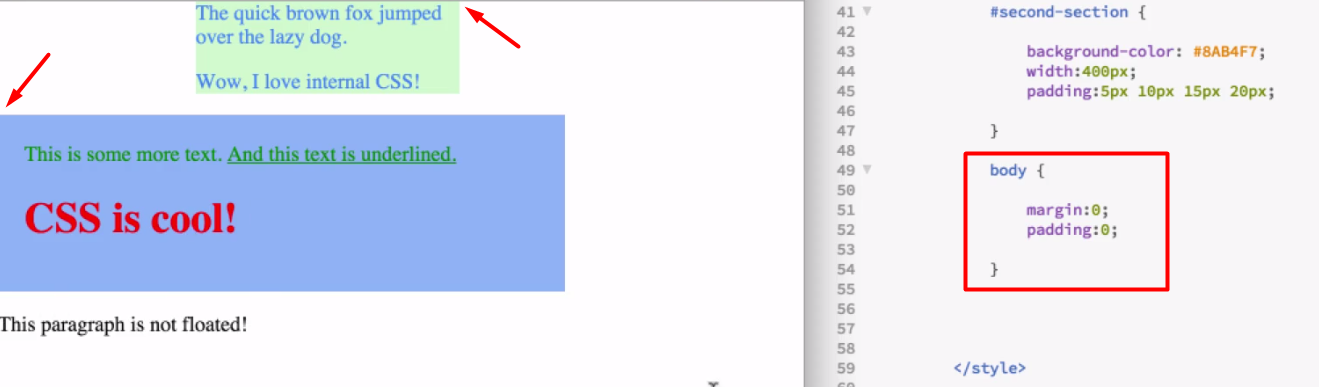 The quick brown fox jumped
over the lazy dog.
Wow, I love internal CSS!
This is some more text. And this text is underlined.
CSS is cool!
This paragraph is not floated!
41 #second-section {
42
43 background-color: #8AB4F7;
44 width:400px;
45 padding:5px 10px 15px 20px;
46
47 }
48
49 body {
50
51 margin:0;
52 padding:0;
53
54 }
55
56
57
58
59 </style>